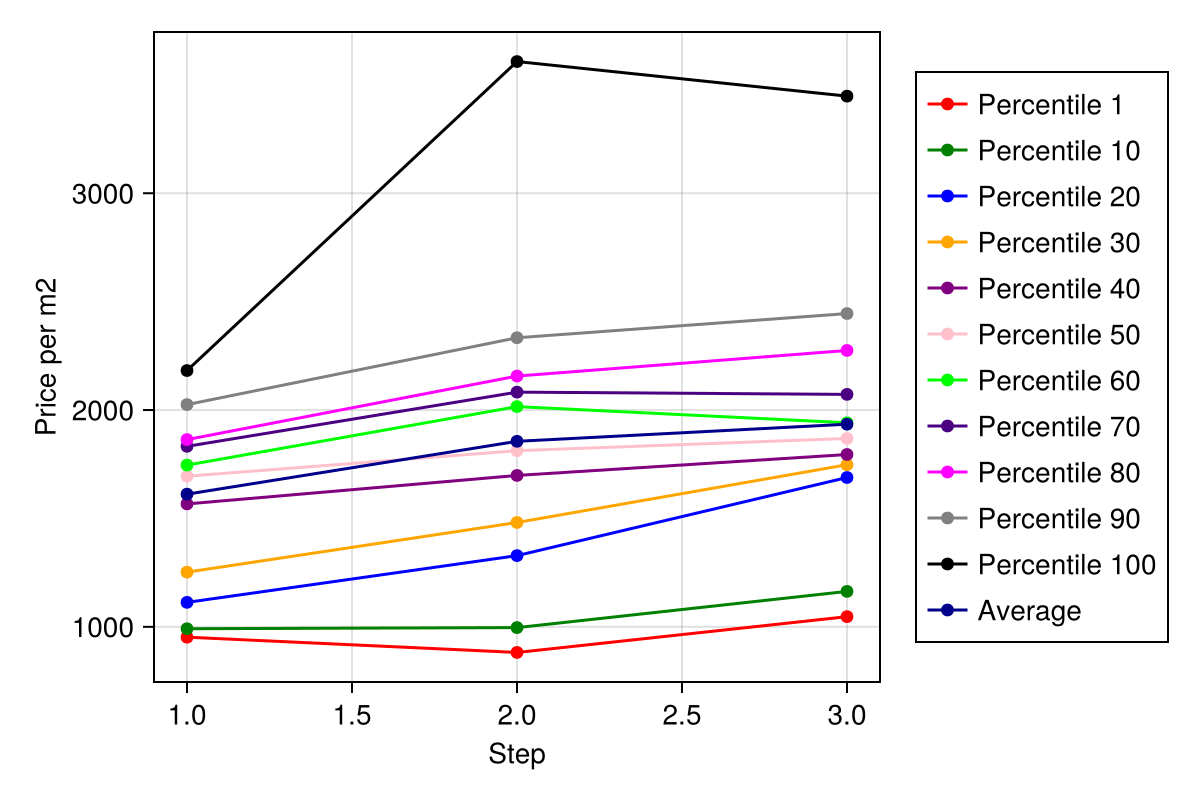 Price per m2
3000
2000
1000
1.0
1.5
2.0
2.5
3.0
Step
Percentile 1
Percentile 10
Percentile 20
Percentile 30
Percentile 40
Percentile 50
Percentile 60
Percentile 70
Percentile 80
Percentile 90
Percentile 100
Average